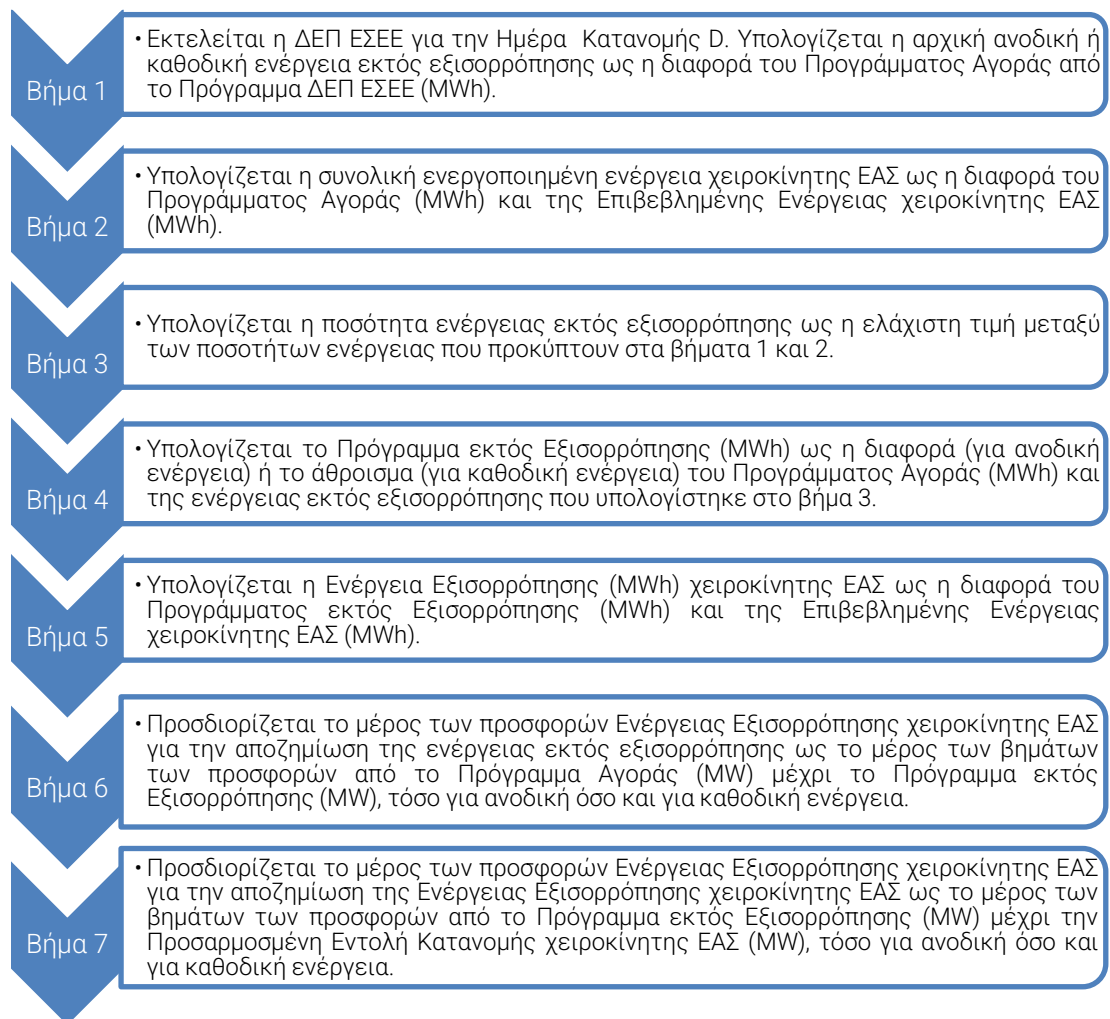 Βήμα 1
• Εκτελείται η ΔΕΠ ΕΣΕΕ για την Ημέρα Κατανομής D. Υπολογίζεται η αρχική ανοδική ή
καθοδική ενέργεια εκτός εξισορρόπησης ως η διαφορά του Προγράμματος Αγοράς από
το Πρόγραμμα ΔΕΠ ΕΣΕΕ (MWh).
Βήμα 2
• Υπολογίζεται η συνολική ενεργοποιημένη ενέργεια χειροκίνητης ΕΑΣ ως η διαφορά του
Προγράμματος Αγοράς (MWh) και της Επιβεβλημένης Ενέργειας χειροκίνητης ΕΑΣ
(MWh).
Βήμα 3
• Υπολογίζεται η ποσότητα ενέργειας εκτός εξισορρόπησης ως η ελάχιστη τιμή μεταξύ
των ποσοτήτων ενέργειας που προκύπτουν στα βήματα 1 και 2.
Βήμα 4
• Υπολογίζεται το Πρόγραμμα εκτός Εξισορρόπησης (MWh) ως η διαφορά (για ανοδική
ενέργεια) ή το άθροισμα (για καθοδική ενέργεια) του Προγράμματος Αγοράς (MWh) και
της ενέργειας εκτός εξισορρόπησης που υπολογίστηκε στο βήμα 3.
Βήμα 5
• Υπολογίζεται η Ενέργεια Εξισορρόπησης (MWh) χειροκίνητης ΕΑΣ ως η διαφορά του
Προγράμματος εκτός Εξισορρόπησης (MWh) και της Επιβεβλημένης Ενέργειας
χειροκίνητης ΕΑΣ (MWh).
Βήμα 6
• Προσδιορίζεται το μέρος των προσφορών Ενέργειας Εξισορρόπησης χειροκίνητης ΕΑΣ
για την αποζημίωση της ενέργειας εκτός εξισορρόπησης ως το μέρος των βημάτων
των προσφορών από το Πρόγραμμα Αγοράς (MW) μέχρι το Πρόγραμμα εκτός
Εξισορρόπησης (MW), τόσο για ανοδική όσο και για καθοδική ενέργεια.
Βήμα 7
• Προσδιορίζεται το μέρος των προσφορών Ενέργειας Εξισορρόπησης χειροκίνητης ΕΑΣ
για την αποζημίωση της Ενέργειας Εξισορρόπησης χειροκίνητης ΕΑΣ ως το μέρος των
βημάτων των προσφορών από το Πρόγραμμα εκτός Εξισορρόπησης (MW) μέχρι την
Προσαρμοσμένη Εντολή Κατανομής χειροκίνητης ΕΑΣ (MW), τόσο για ανοδική όσο και
για καθοδική ενέργεια.